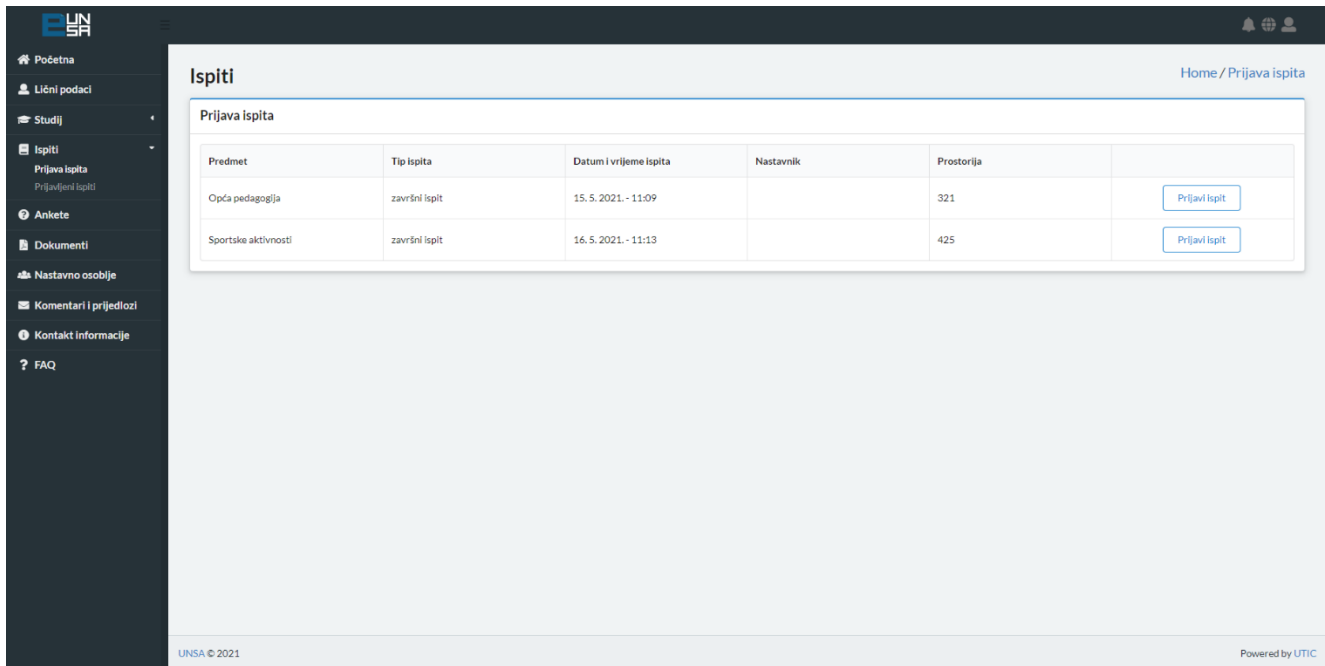 eUNSA
Početna
Lični podaci
Studij
Ispiti
Prijava ispita
Prijavljeni ispiti
Ankete
Dokumenti
Nastavno osoblje
Komentari i prijedlozi
Kontakt informacije
? FAQ
Ispiti
Home / Prijava ispita
Prijava ispita
Predmet Tip ispita Datum i vrijeme ispita Nastavnik Prostorija
Opća pedagogija završni ispit 15. 5. 2021. - 11:09 321 Prijavi ispit
Sportske aktivnosti završni ispit 16. 5. 2021. - 11:13 425 Prijavi ispit
UNSA © 2021
Powered by UTIC